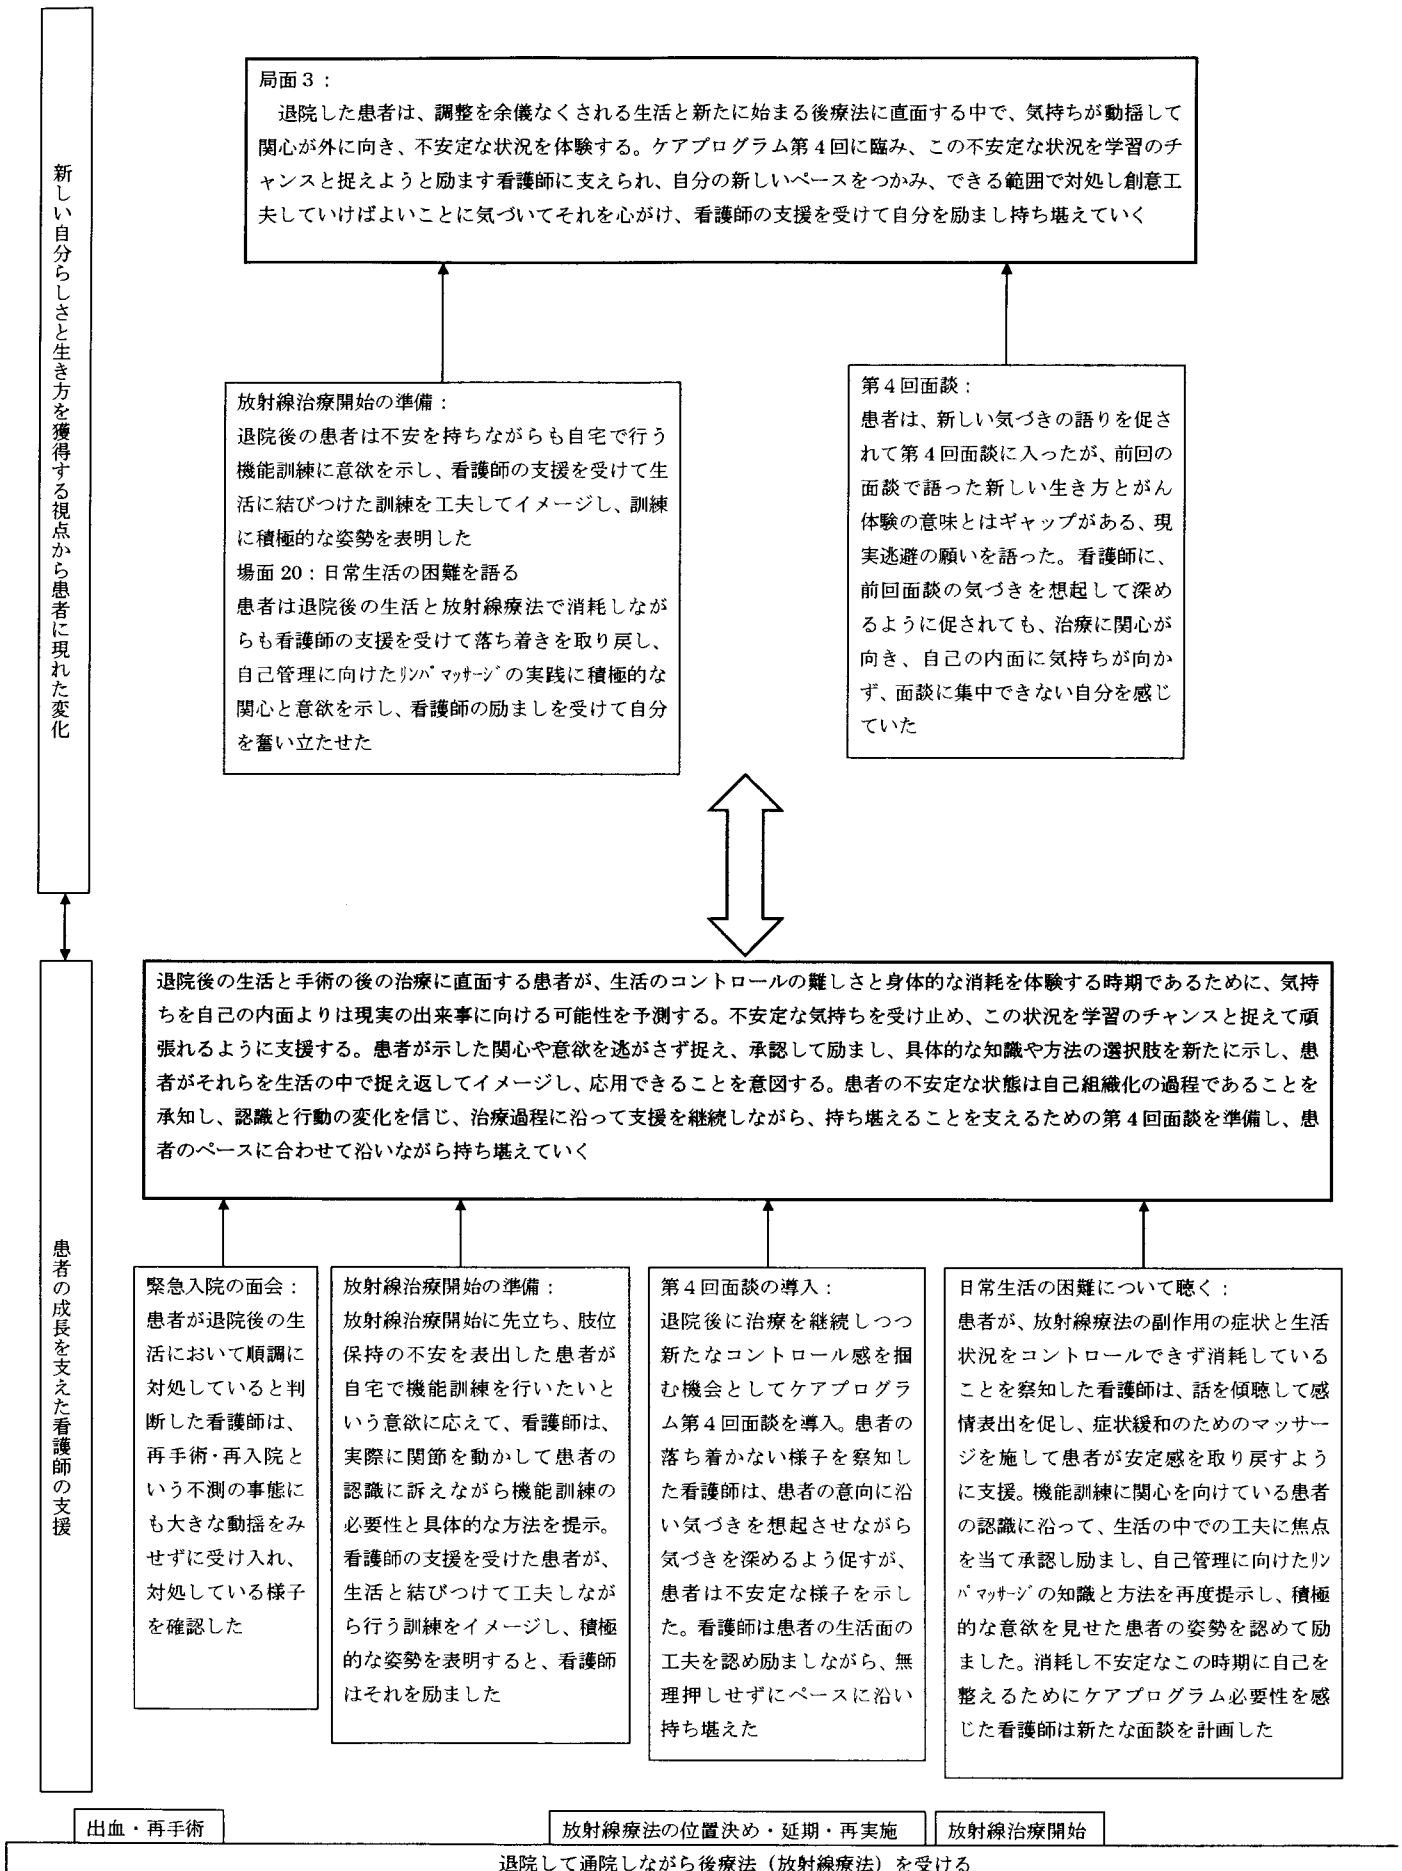 新しい自分らしさと生き方を獲得する視点から患者に現れた変化
局面3：
退院した患者は、調整を余儀なくされる生活と新たに始まる後療法に直面する中で、気持ちが動揺して
関心が外に向き、不安定な状況を体験する。ケアプログラム第4回に臨み、この不安定な状況を学習のチ
ャンスと捉えようと励ます看護師に支えられ、自分の新しいペースをつかみ、できる範囲で対処し創意工
夫していけばよいことに気づいてそれを心がけ、看護師の支援を受けて自分を励まし持ち堪えていく
放射線治療開始の準備：
退院後の患者は不安を持ちながらも自宅で行う
機能訓練に意欲を示し、看護師の支援を受けて生
活に結びつけた訓練を工夫してイメージし、訓練
に積極的な姿勢を表明した
場面20：日常生活の困難を語る
患者は退院後の生活と放射線療法で消耗しなが
らも看護師の支援を受けて落ち着きを取り戻し、
自己管理に向けたリンパマッサージの実践に積極的な
関心と意欲を示し、看護師の励ましを受けて自分
を奮い立たせた
第4回面談：
患者は、新しい気づきの語りを促さ
れて第4回面談に入ったが、前回の
面談で語った新しい生き方とがん
体験の意味とはギャップがある、現
実逃避の願いを語った。看護師に、
前回面談の気づきを想起して深め
るように促されても、治療に関心が
向き、自己の内面に気持ちが向か
ず、面談に集中できない自分を感じ
ていた
患者の成長を支えた看護師の支援
退院後の生活と手術の後の治療に直面する患者が、生活のコントロールの難しさと身体的な消耗を体験する時期であるために、気持
ちを自己の内面よりは現実の出来事に向ける可能性を予測する。不安定な気持ちを受け止め、この状況を学習のチャンスと捉えて頑
張れるように支援する。患者が示した関心や意欲を逃がさず捉え、承認して励まし、具体的な知識や方法の選択肢を新たに示し、患
者がそれらを生活の中で捉え返してイメージし、応用できることを意図する。患者の不安定な状態は自己組織化の過程であることを
承知し、認識と行動の変化を信じ、治療過程に沿って支援を継続しながら、持ち堪えることを支えるための第4回面談を準備し、患
者のペースに合わせて沿いながら持ち堪えていく
緊急入院の面会：
患者が退院後の生
活において順調に
対処していると判
断した看護師は、
再手術・再入院と
いう不測の事態に
も大きな動揺をみ
せずに受け入れ、
対処している様子
を確認した
放射線治療開始の準備：
放射線治療開始に先立ち、肢位
保持の不安を表出した患者が
自宅で機能訓練を行いたいと
いう意欲に応えて、看護師は、
実際に関節を動かして患者の
認識に訴えながら機能訓練の
必要性と具体的な方法を提示。
看護師の支援を受けた患者が、
生活と結びつけて工夫しなが
ら行う訓練をイメージし、積極
的な姿勢を表明すると、看護師
はそれを励ました
第4回面談の導入：
退院後に治療を継続しつつ
新たなコントロール感を掴
む機会としてケアプログラ
ム第4回面談を導入。患者の
落ち着かない様子を察知し
た看護師は、患者の意向に沿
い気づきを想起させながら
気づきを深めるよう促すが、
患者は不安定な様子を示し
た。看護師は患者の生活面の
工夫を認め励ましながら、無
理押しせずにペースに沿い
持ち堪えた
日常生活の困難について聴く：
患者が、放射線療法の副作用の症状と生活
状況をコントロールできず消耗している
ことを察知した看護師は、話を傾聴して感
情表出を促し、症状緩和のためのマッサー
ジを施して患者が安定感を取り戻すよう
に支援。機能訓練に関心を向けている患者
の認識に沿って、生活の中での工夫に焦点
を当て承認し励まし、自己管理に向けたリン
パマッサージの知識と方法を再度提示し、積極
的な意欲を見せた患者の姿勢を認めて励
ました。消耗し不安定なこの時期に自己を
整えるためにケアプログラム必要性を感
じた看護師は新たな面談を計画した
出血・再手術
放射線療法の位置決め・延期・再実施
放射線治療開始
退院して通院しながら後療法（放射線療法）を受ける